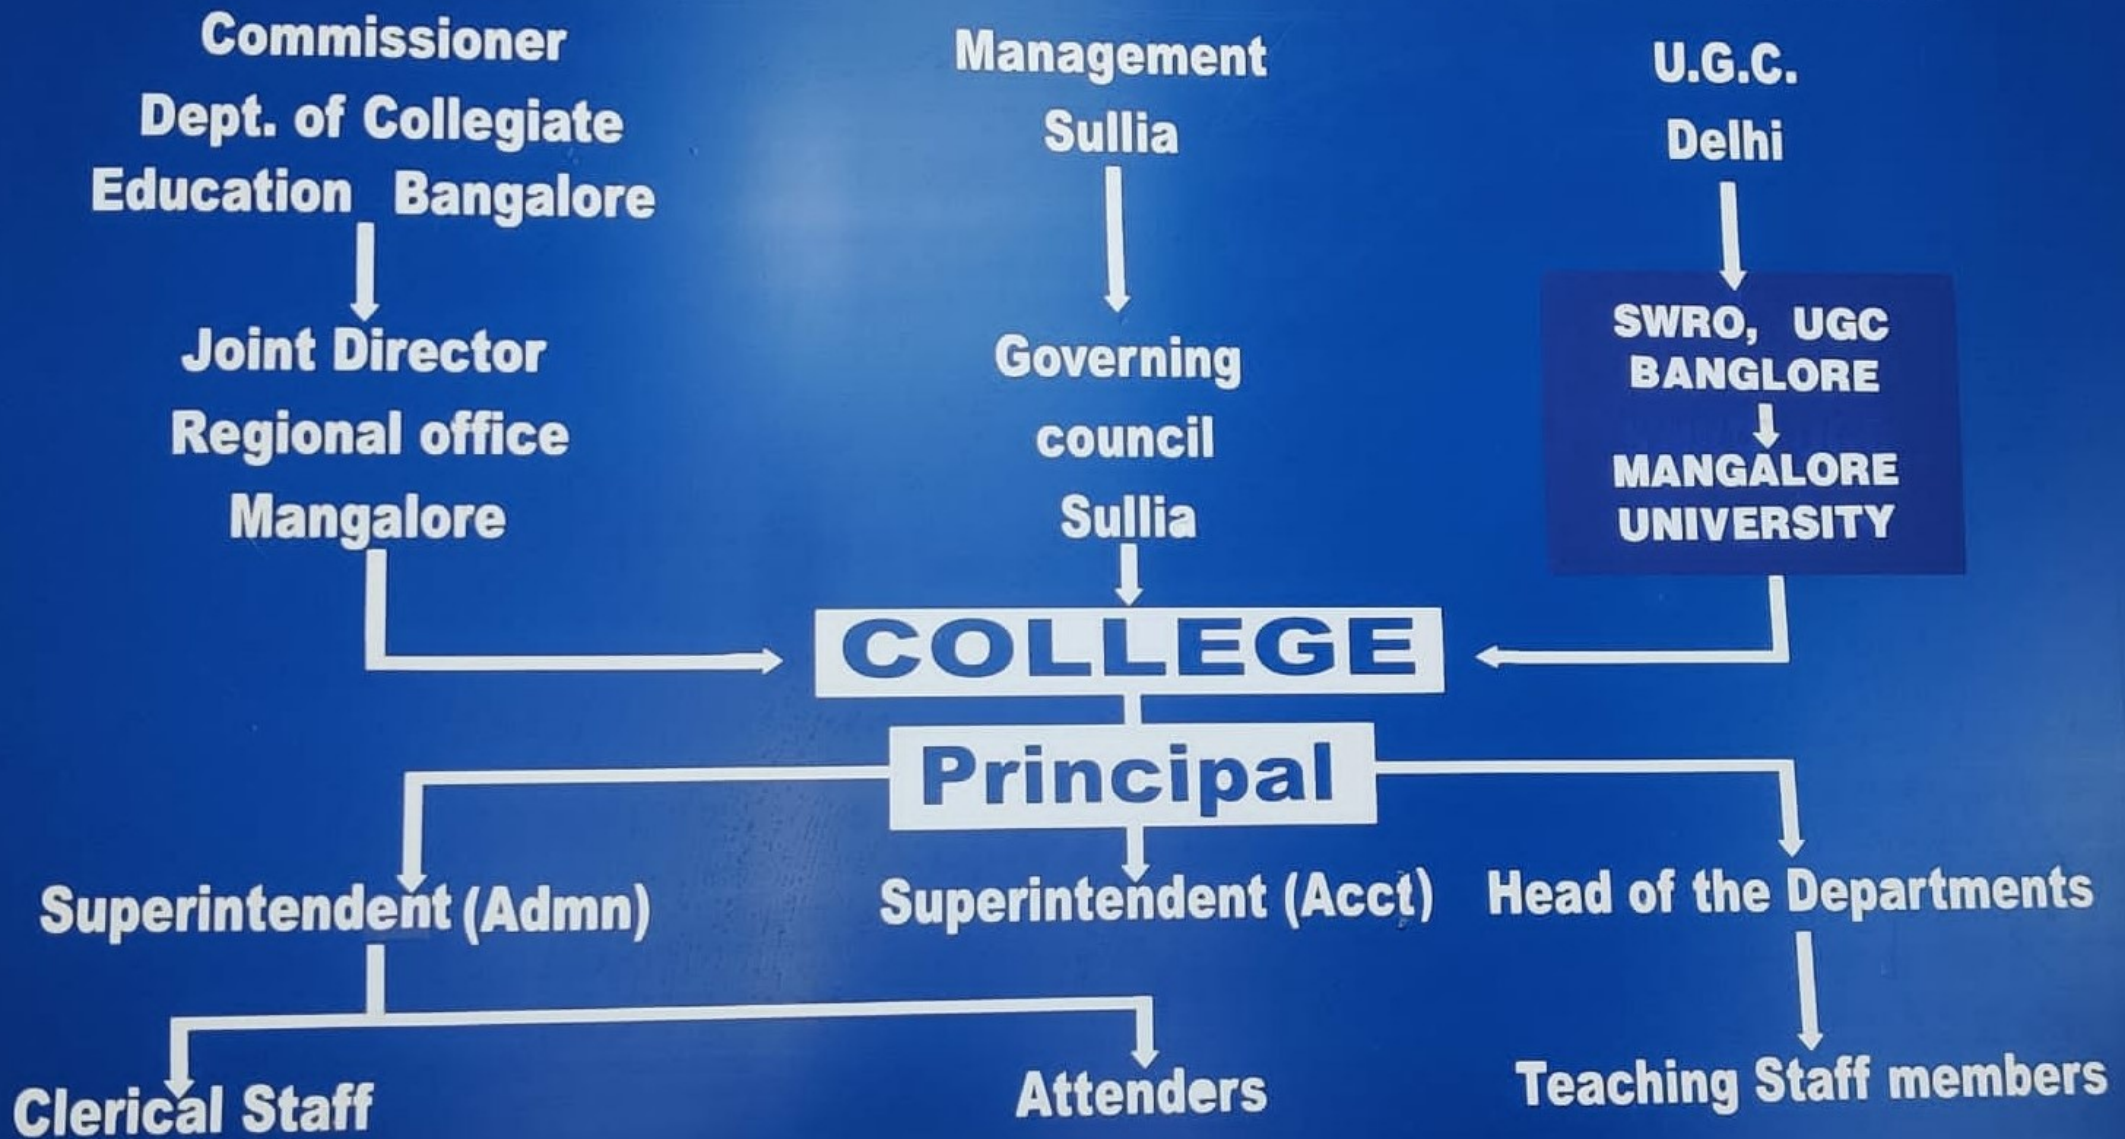 Commissioner
Dept. of Collegiate
Education Bangalore
Joint Director
Regional office
Mangalore
Management
Sullia
Governing
council
Sullia
U.G.C.
Delhi
SWRO, UGC
BANGLORE
MANGALORE
UNIVERSITY
COLLEGE
Principal
Superintendent (Admn)
Superintendent (Acct)
Head of the Departments
Clerical Staff
Attenders
Teaching Staff members